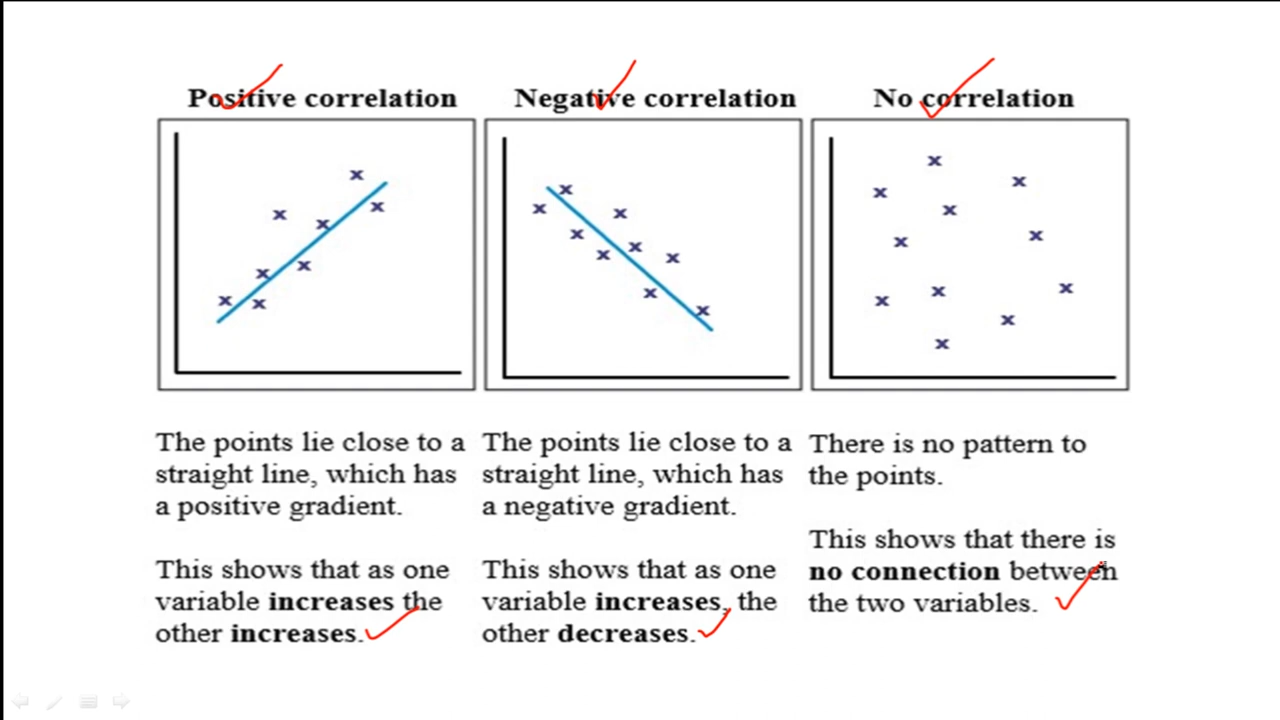 Positive correlation
Negative correlation
No correlation
The points lie close to a
straight line, which has
a positive gradient.
This shows that as one
variable increases the
other increases.
The points lie close to a
straight line, which has
a negative gradient.
This shows that as one
variable increases, the
other decreases.
There is no pattern to
the points.
This shows that there is
no connection between
the two variables.